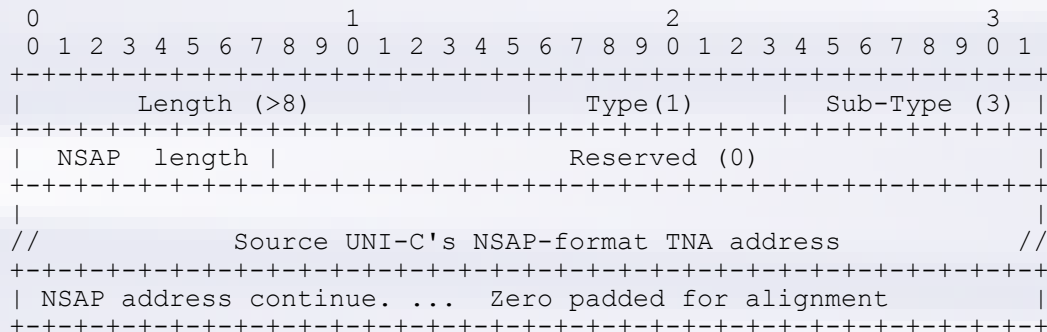 0                   1                   2                   3
 0 1 2 3 4 5 6 7 8 9 0 1 2 3 4 5 6 7 8 9 0 1 2 3 4 5 6 7 8 9 0 1
+-+-+-+-+-+-+-+-+-+-+-+-+-+-+-+-+-+-+-+-+-+-+-+-+-+-+-+-+-+-+-+-+
|       Length (>8)             |   Type(1)     | Sub-Type (3) |
+-+-+-+-+-+-+-+-+-+-+-+-+-+-+-+-+-+-+-+-+-+-+-+-+-+-+-+-+-+-+-+-+
|  NSAP  length |                  Reserved (0)                 |
+-+-+-+-+-+-+-+-+-+-+-+-+-+-+-+-+-+-+-+-+-+-+-+-+-+-+-+-+-+-+-+-+
|                                                               |
//            Source UNI-C's NSAP-format TNA address           //
+-+-+-+-+-+-+-+-+-+-+-+-+-+-+-+-+-+-+-+-+-+-+-+-+-+-+-+-+-+-+-+-+
| NSAP address continue. ...  Zero padded for alignment         |
+-+-+-+-+-+-+-+-+-+-+-+-+-+-+-+-+-+-+-+-+-+-+-+-+-+-+-+-+-+-+-+-+